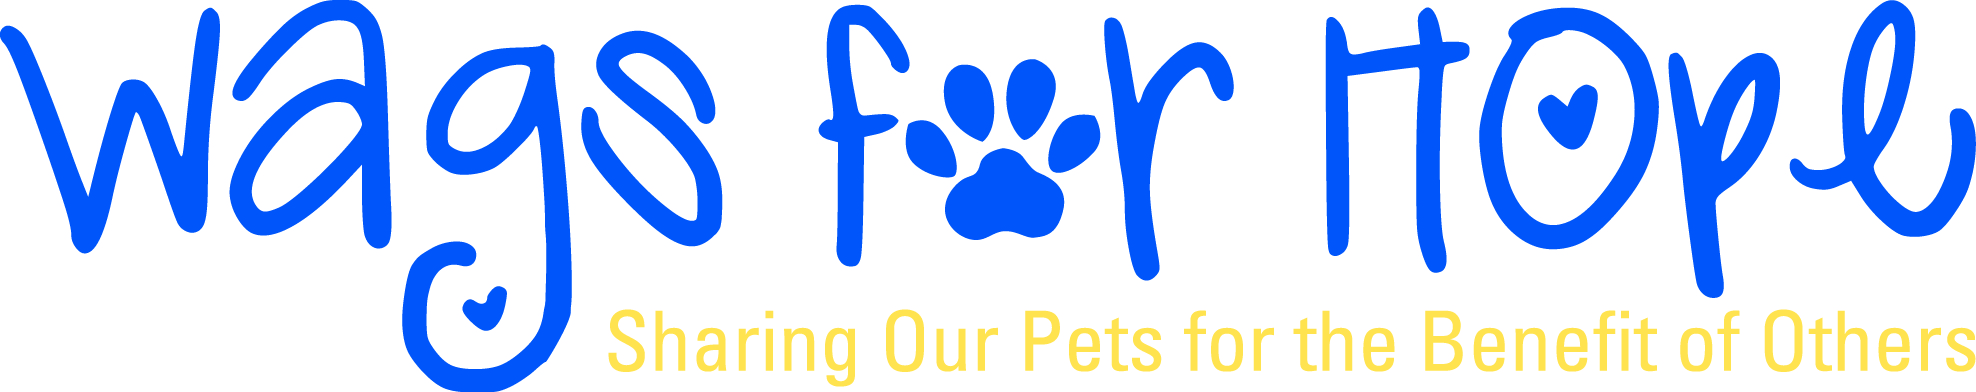 Wags for Hope
Sharing Our Pets for the Benefit of Others